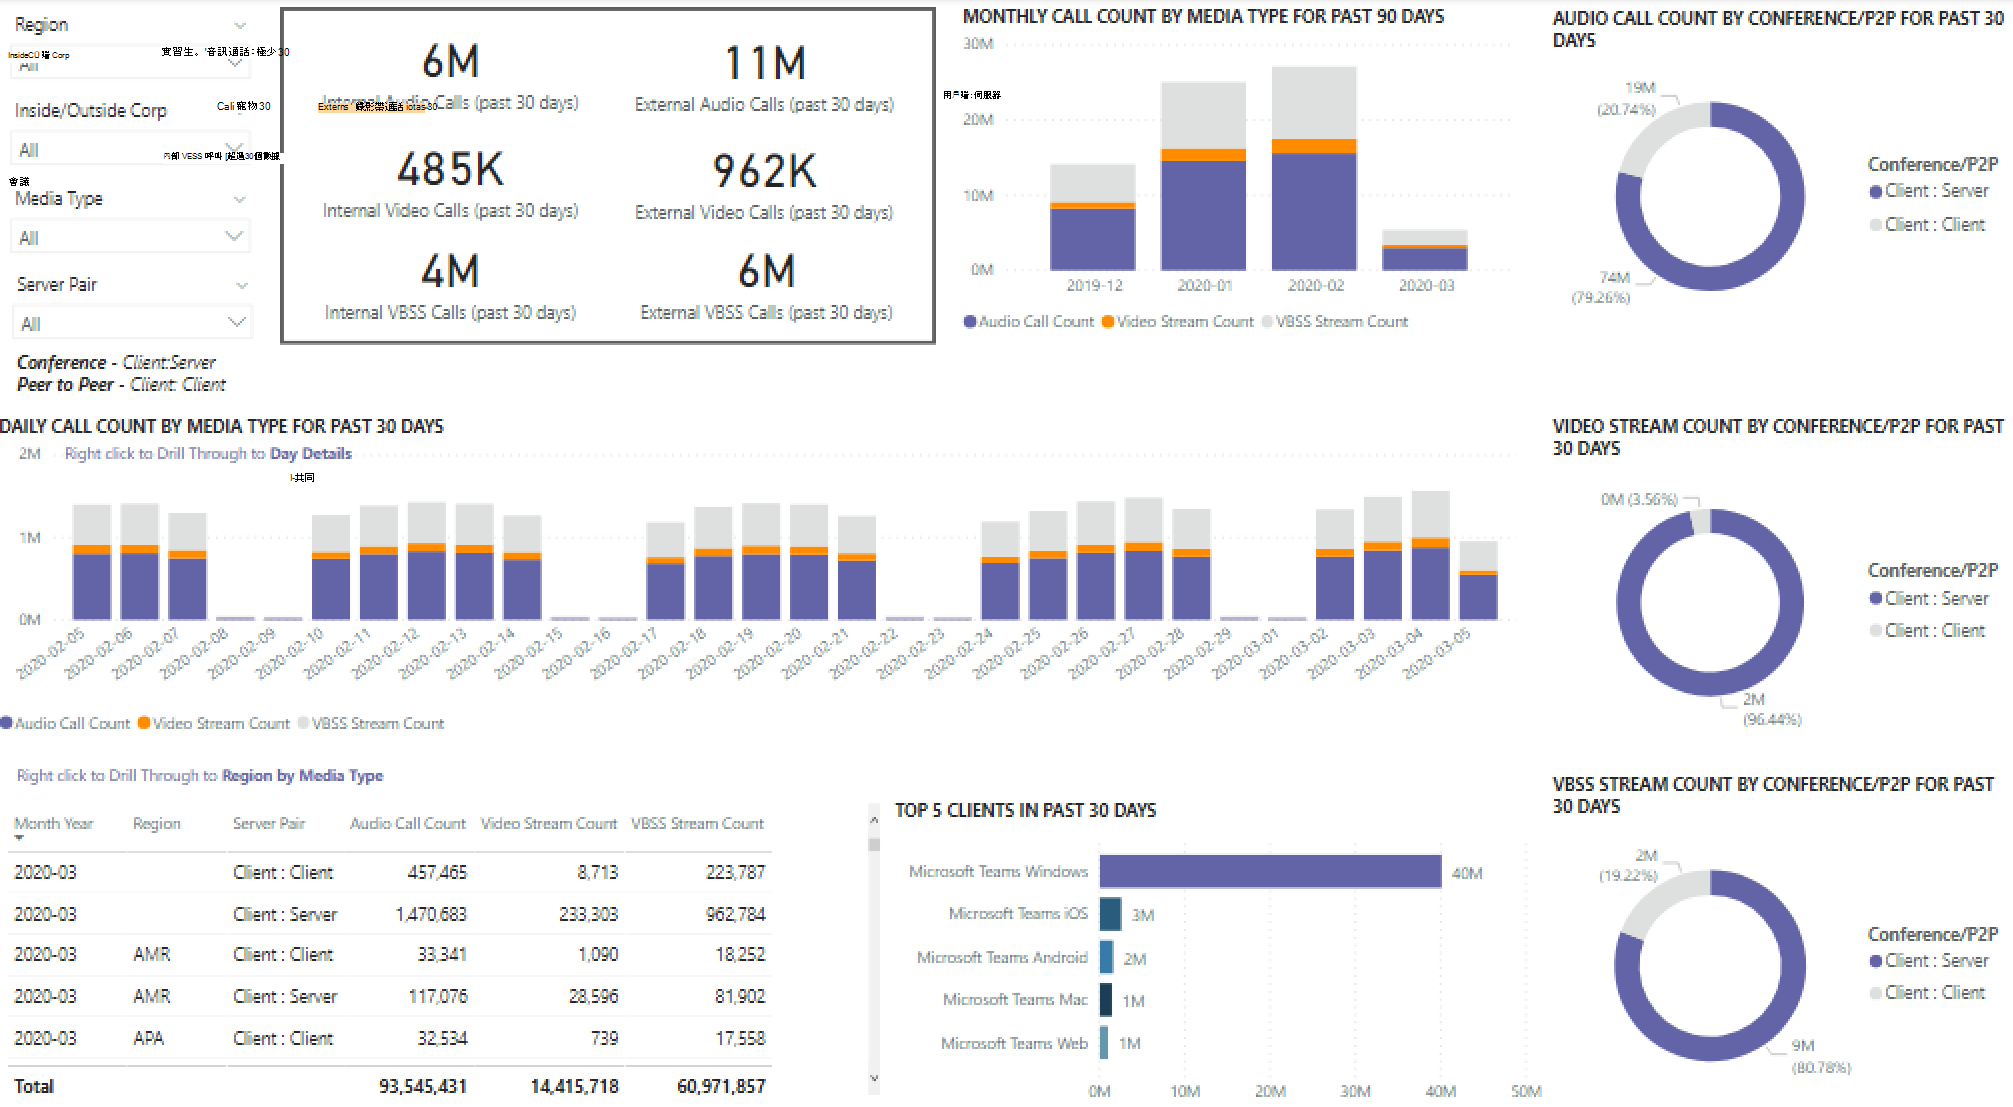 Region
InsideCU 端 Corp
All
Inside/Outside Corp
Cali 寵物 30
All
會議
Media Type
All
Server Pair
All
Conference - Client:Server
Peer to Peer - Client: Client
6M
Calls (past 30 days)
11M
External Audio Calls (past 30 days)
485K
Internal Video Calls (past 30 days)
962K
External Video Calls (past 30 days)
4M
Internal VBSS Calls (past 30 days)
6M
External VBSS Calls (past 30 days)
MONTHLY CALL COUNT BY MEDIA TYPE FOR PAST 90 DAYS
30M
用戶端:伺服器
20M
10M
0M
2019-12 2020-01 2020-02 2020-03
Audio Call Count Video Stream Count VBSS Stream Count
AUDIO CALL COUNT BY CONFERENCE/P2P FOR PAST 30
DAYS
19M
(20.74%)
74M
(79.26%)
Conference/P2P
Client : Server
Client : Client
DAILY CALL COUNT BY MEDIA TYPE FOR PAST 30 DAYS
2M
Right click to Drill Through to Day Details
I-共同
1M
0M
2020-02-05 2020-02-06 2020-02-07 2020-02-08 2020-02-09 2020-02-10 2020-02-11 2020-02-12 2020-02-13 2020-02-14 2020-02-15 2020-02-16 2020-02-17 2020-02-18 2020-02-19 2020-02-20 2020-02-21 2020-02-22 2020-02-23 2020-02-24 2020-02-25 2020-02-26 2020-02-27 2020-02-28 2020-02-29 2020-03-01 2020-03-02 2020-03-03 2020-03-04 2020-03-05
Audio Call Count Video Stream Count VBSS Stream Count
VIDEO STREAM COUNT BY CONFERENCE/P2P FOR PAST
30 DAYS
0M (3.56%)
2M
(96.44%)
Conference/P2P
Client : Server
Client : Client
Right click to Drill Through to Region by Media Type
Month Year Region Server Pair Audio Call Count Video Stream Count VBSS Stream Count
2020-03 Client : Client 457,465 8,713 223,787
2020-03 Client : Server 1,470,683 233,303 962,784
2020-03 AMR Client : Client 33,341 1,090 18,252
2020-03 AMR Client : Server 117,076 28,596 81,902
2020-03 APA Client : Client 32,534 739 17,558
Total 93,545,431 14,415,718 60,971,857
TOP 5 CLIENTS IN PAST 30 DAYS
Microsoft Teams Windows 40M
Microsoft Teams iOS 3M
Microsoft Teams Android 2M
Microsoft Teams Mac 1M
Microsoft Teams Web 1M
0M 10M 20M 30M 40M 50M
VBSS STREAM COUNT BY CONFERENCE/P2P FOR PAST
30 DAYS
2M
(19.22%)
9M
(80.78%)
Conference/P2P
Client : Server
Client : Client